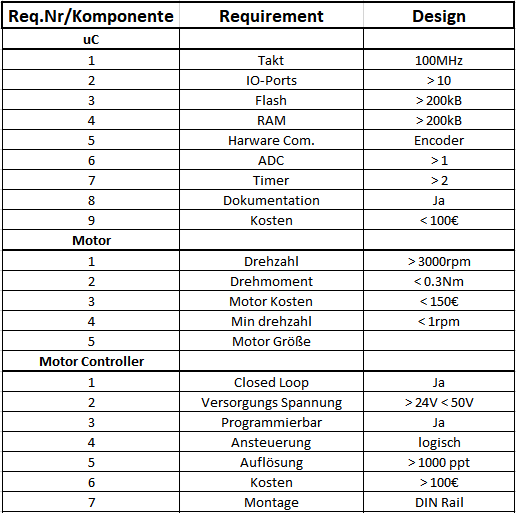 Req.Nr/Komponente Requirement Design
uC
1 Takt 100MHz
2 IO-Ports > 10
3 Flash > 200kB
4 RAM > 200kB
5 Harware Com. Encoder
6 ADC > 1
7 Timer > 2
8 Dokumentation Ja
9 Kosten < 100€
Motor
1 Drehzahl > 3000rpm
2 Drehmoment < 0.3Nm
3 Motor Kosten < 150€
4 Min drehzahl < 1rpm
5 Motor Größe
Motor Controller
1 Closed Loop Ja
2 Versorgungs Spannung > 24V < 50V
3 Programmierbar Ja
4 Ansteuerung logisch
5 Auflösung > 1000 ppt
6 Kosten > 100€
7 Montage DIN Rail